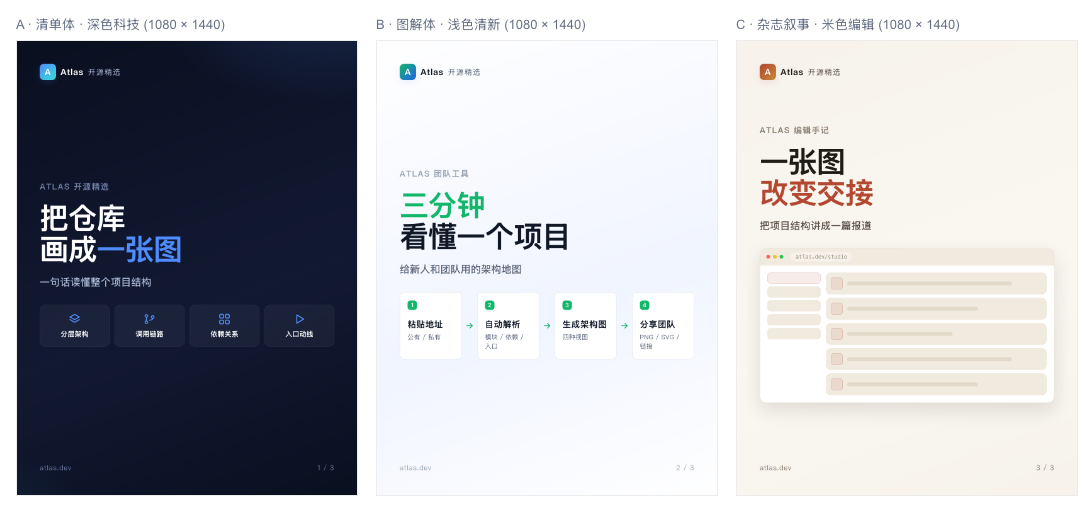 A · 清单体 · 深色科技 (1080 × 1440)
A Atlas 开源精选
ATLAS 开源精选
把仓库
画成一张图
一句话读懂整个项目结构
分层架构 调用链路 依赖关系 入口动线
atlas.dev 1 / 3
B · 图解体 · 浅色清新 (1080 × 1440)
A Atlas 开源精选
ATLAS 团队工具
三分钟
看懂一个项目
给新人和团队用的架构地图
1 2 3 4
粘贴地址 → 自动解析 → 生成架构图 → 分享团队
公有 / 私有 模块 / 依赖 / 四种视图 PNG / SVG /
入口 链接
atlas.dev 2 / 3
C · 杂志叙事 · 米色编辑 (1080 × 1440)
A Atlas 开源精选
ATLAS 编辑手记
一张图
改变交接
把项目结构讲成一篇报道
atlas.dev/studio
atlas.dev 3 / 3